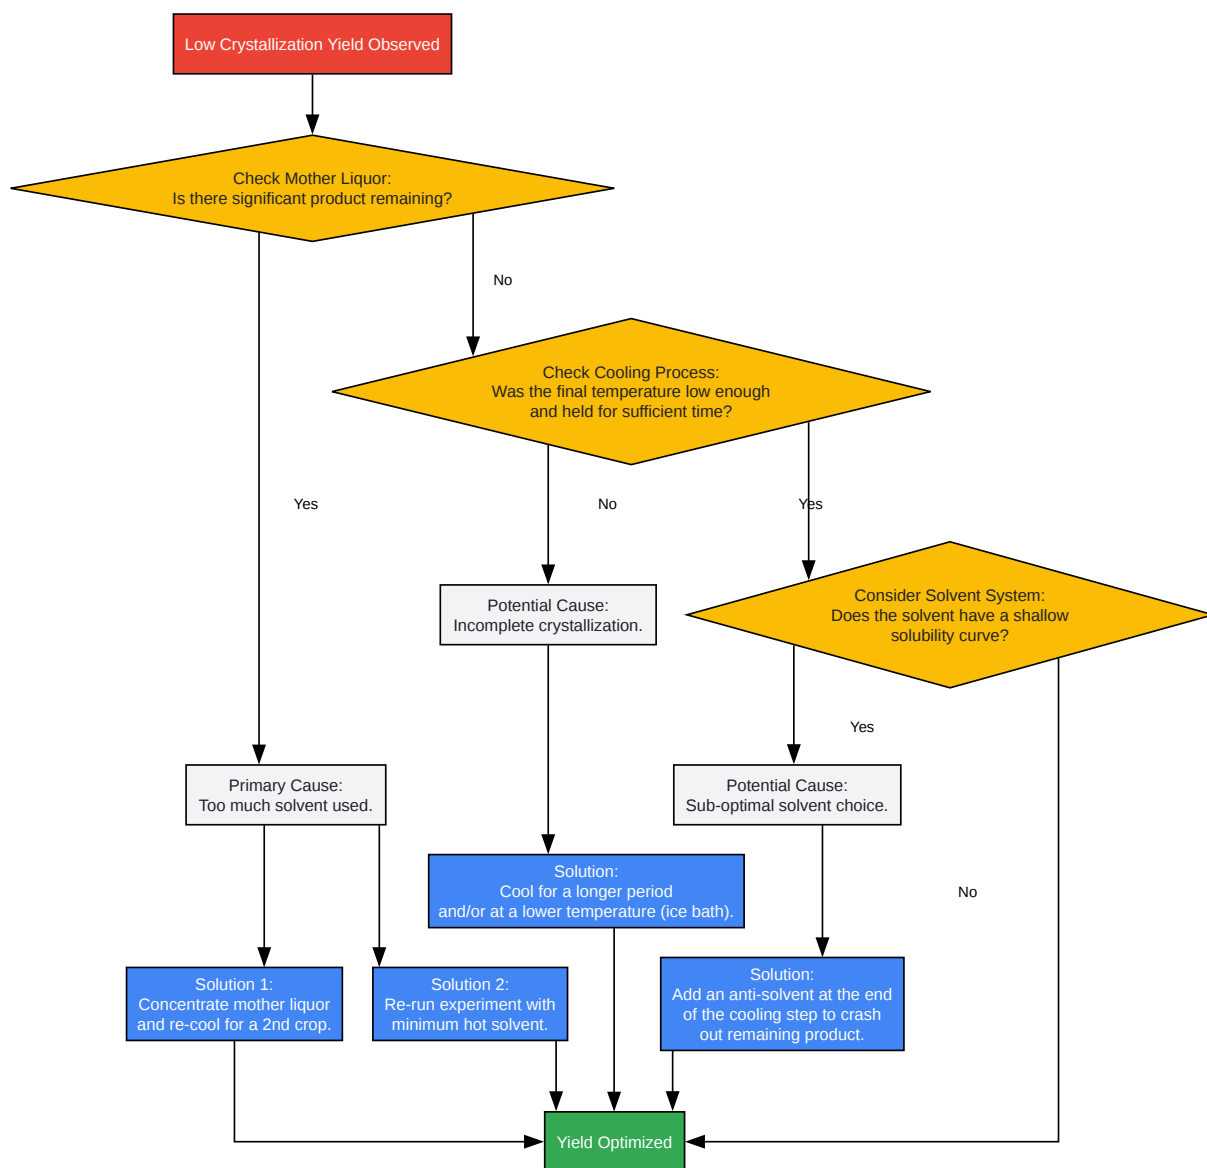 Low Crystallization Yield Observed
Check Mother Liquor:
Is there significant product remaining?
No
Check Cooling Process:
Was the final temperature low enough
and held for sufficient time?
Yes
No
Yes
Consider Solvent System:
Does the solvent have a shallow
solubility curve?
Potential Cause:
Incomplete crystallization.
Yes
Primary Cause:
Too much solvent used.
Potential Cause:
Sub-optimal solvent choice.
Solution:
Cool for a longer period
and/or at a lower temperature (ice bath).
No
Solution 1:
Concentrate mother liquor
and re-cool for a 2nd crop.
Solution 2:
Re-run experiment with
minimum hot solvent.
Solution:
Add an anti-solvent at the end
of the cooling step to crash
out remaining product.
Yield Optimized